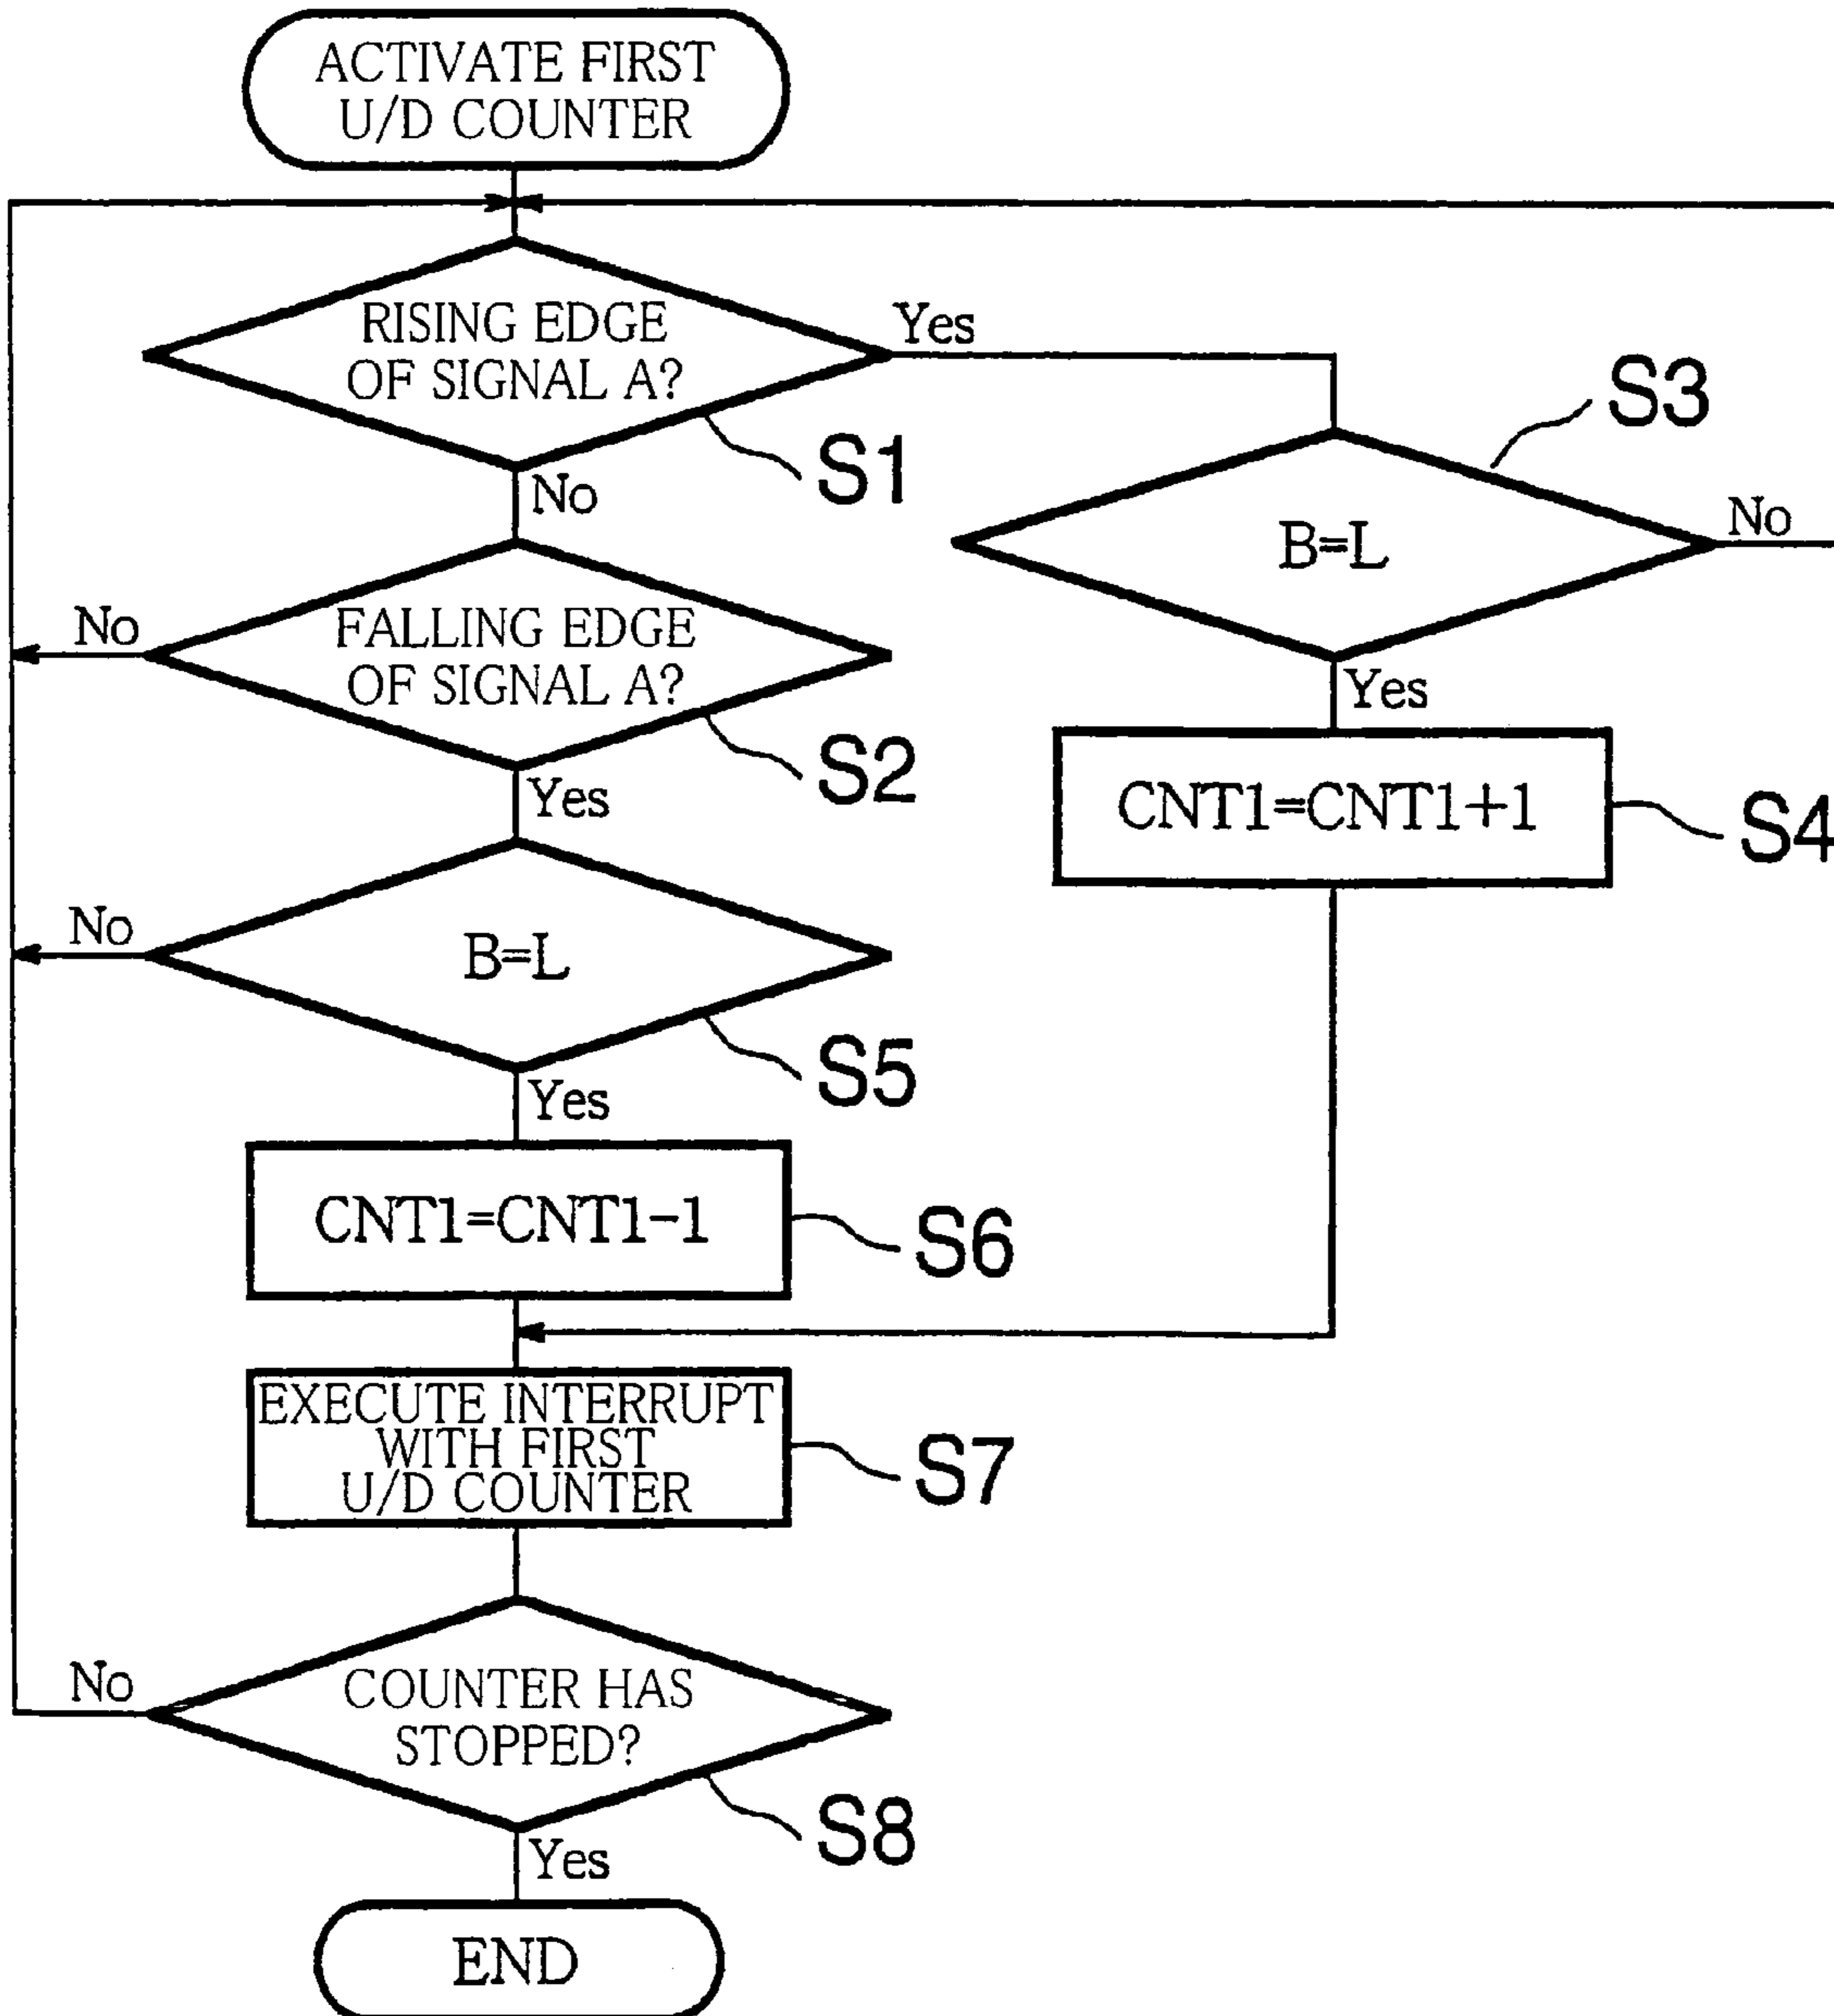 ACTIVATE FIRST
U/D COUNTER
RISING EDGE
OF SIGNAL A?
Yes
S1
No
S3
B=L
No
Yes
FALLING EDGE
OF SIGNAL A?
No
S2
Yes
CNT1=CNT1+1
S4
B=L
No
S5
Yes
CNT1=CNT1-1
S6
EXECUTE INTERRUPT
WITH FIRST
U/D COUNTER
S7
COUNTER HAS
STOPPED?
No
S8
Yes
END